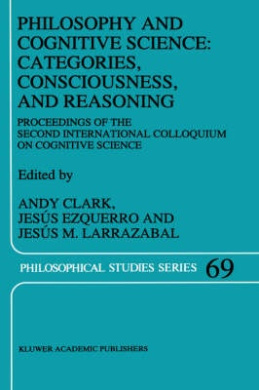 PHILOSOPHY AND
COGNITIVE SCIENCE:
CATEGORIES,
CONSCIOUSNESS,
AND REASONING
PROCEEDINGS OF THE
SECOND INTERNATIONAL COLLOQUIUM
ON COGNITIVE SCIENCE
Edited by
ANDY CLARK,
JESÚS EZQUERRO AND
JESÚS M. LARRAZABAL
PHILOSOPHICAL STUDIES SERIES 69
KLUWER ACADEMIC PUBLISHERS